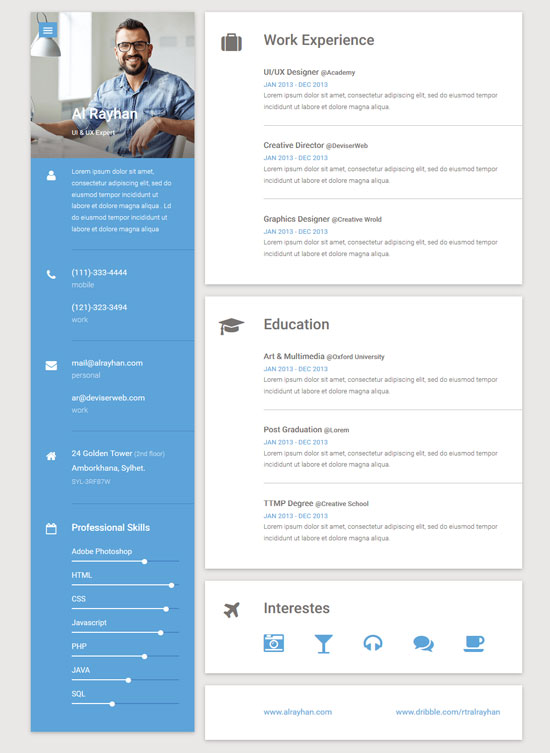 Al Rayhan
UI & UX Expert
Lorem ipsum dolor sit amet,
consectetur adipiscing elit, sed do
eiusmod tempor incididunt ut
labore et dolore magna aliqua . Ld
do eiusmod tempor incididunt ut
labore et dolore magna aliqua
(111)-333-4444
mobile
(121)-323-3494
work
mail@alrayhan.com
personal
ar@deviserweb.com
work
24 Golden Tower (2nd floor)
Amborkhana, Sylhet.
SYL-3RF87W
Professional Skills
Adobe Photoshop
HTML
CSS
Javascript
PHP
JAVA
SQL
Work Experience
UI/UX Designer @Academy
JAN 2013 - DEC 2013
Lorem ipsum dolor sit amet, consectetur adipiscing elit, sed do eiusmod tempor
incididunt ut labore et dolore magna aliqua.
Creative Director @DeviserWeb
JAN 2013 - DEC 2013
Lorem ipsum dolor sit amet, consectetur adipiscing elit, sed do eiusmod tempor
incididunt ut labore et dolore magna aliqua.
Graphics Designer @Creative Wrold
JAN 2013 - DEC 2013
Lorem ipsum dolor sit amet, consectetur adipiscing elit, sed do eiusmod tempor
incididunt ut labore et dolore magna aliqua.
Education
Art & Multimedia @Oxford University
JAN 2013 - DEC 2013
Lorem ipsum dolor sit amet, consectetur adipiscing elit, sed do eiusmod tempor
incididunt ut labore et dolore magna aliqua.
Post Graduation @Lorem
JAN 2013 - DEC 2013
Lorem ipsum dolor sit amet, consectetur adipiscing elit, sed do eiusmod tempor
incididunt ut labore et dolore magna aliqua.
TTMP Degree @Creative School
JAN 2013 - DEC 2013
Lorem ipsum dolor sit amet, consectetur adipiscing elit, sed do eiusmod tempor
incididunt ut labore et dolore magna aliqua.
Interestes
www.alrayhan.com
www.dribble.com/rtralrayhan